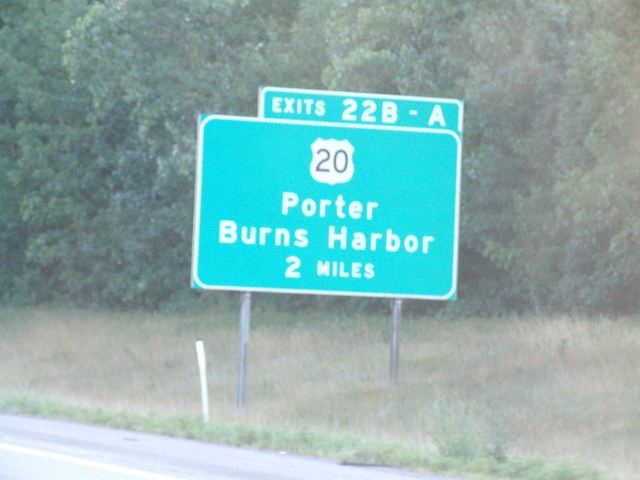 EXITS 22B - A
20
Porter
Burns Harbor
2 MILES